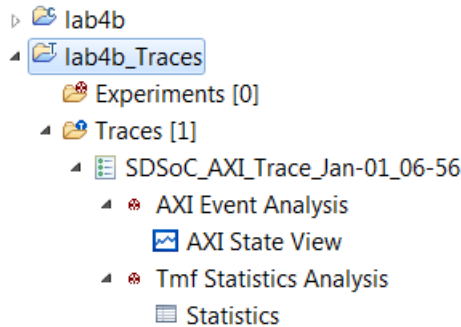 lab4b
lab4b_Traces
Experiments [0]
Traces [1]
SDSoC_AXI_Trace_Jan-01_06-56
AXI Event Analysis
AXI State View
Tmf Statistics Analysis
Statistics